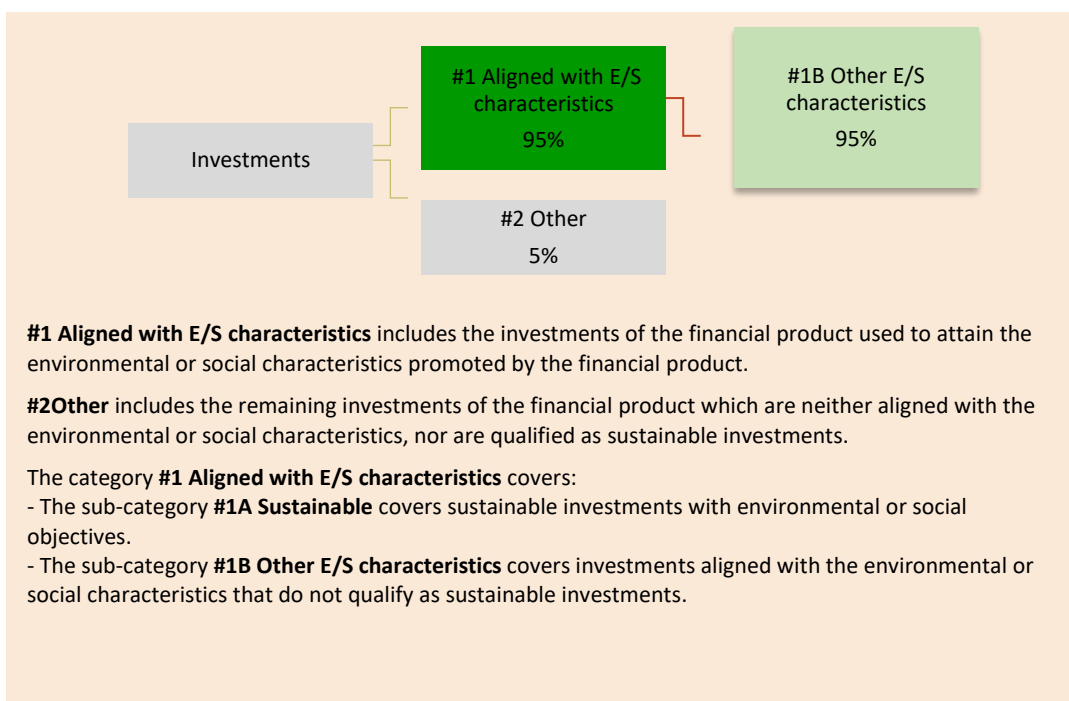 #1 Aligned with E/S
characteristics
95%
#1B Other E/S
characteristics
95%
Investments
#2 Other
5%
#1 Aligned with E/S characteristics includes the investments of the financial product used to attain the
environmental or social characteristics promoted by the financial product.
#2Other includes the remaining investments of the financial product which are neither aligned with the
environmental or social characteristics, nor are qualified as sustainable investments.
The category #1 Aligned with E/S characteristics covers:
- The sub-category #1A Sustainable covers sustainable investments with environmental or social
objectives.
- The sub-category #1B Other E/S characteristics covers investments aligned with the environmental or
social characteristics that do not qualify as sustainable investments.